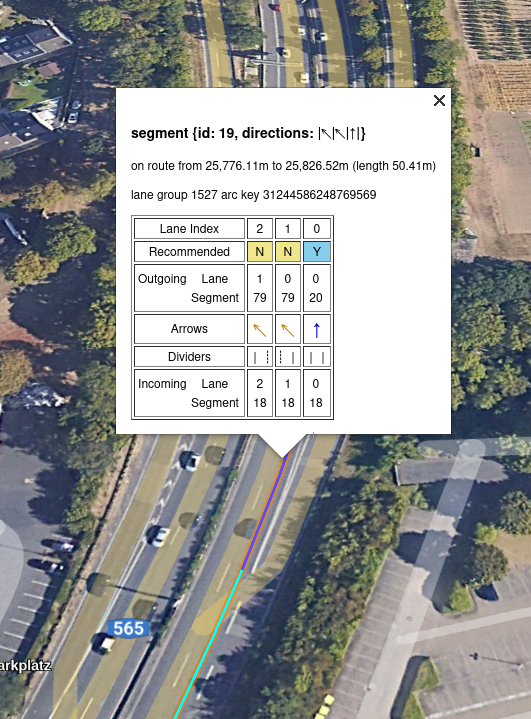 segment {id: 19, directions: |↖|↖|↑|}
on route from 25,776.11m to 25,826.52m (length 50.41m)
lane group 1527 arc key 31244586248769569
Lane Index 2 1 0
Recommended N N Y
Outgoing Lane 1 0 0
Segment 79 79 20
Arrows ↖ ↖ ↑
Dividers | ┊ ┊ | | |
Incoming Lane 2 1 0
Segment 18 18 18
565
arkplatz